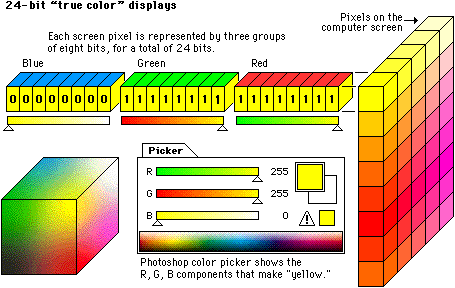 24-bit “true color” displays
Pixels on the
computer screen
Each screen pixel is represented by three groups
of eight bits, for a total of 24 bits.
Blue
Green
Red
0 0 0 0 0 0 0 0
1 1 1 1 1 1 1 1
1 1 1 1 1 1 1 1
Picker
R 255
G 255
B 0
Photoshop color picker shows the
R, G, B components that make "yellow."